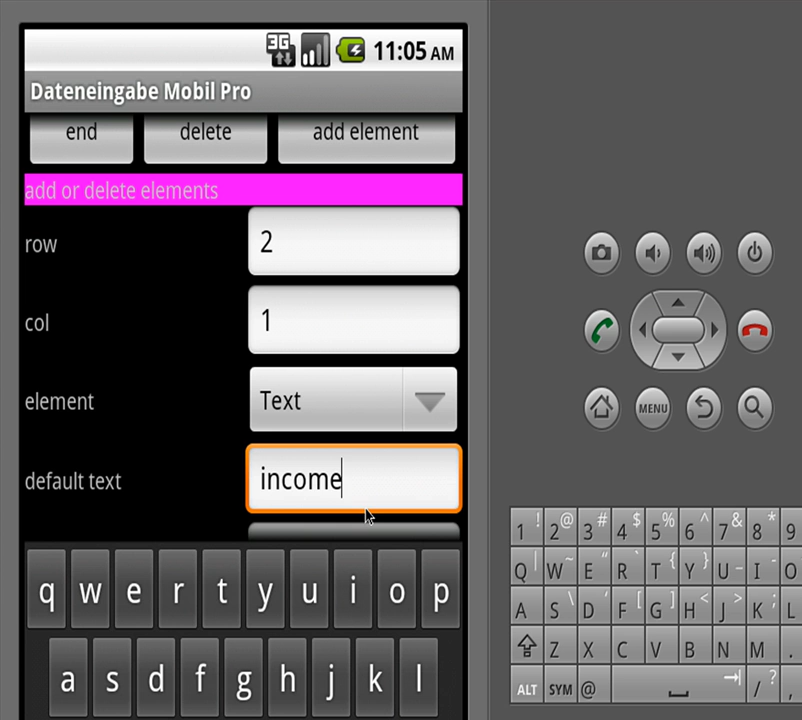 3G 11:05 AM
Dateneingabe Mobil Pro
end delete add element
add or delete elements
row 2
col 1
element Text
default text income
q w e r t y u i o p
a s d f g h j k l
MENU
1 ! 2 @ 3 # 4 $ 5 % 6 ^ 7 & 8 * 9
Q | W ~ E " R ` T { Y } U _ I - O
A S \ D ' F [ G ] H < J > K ; L
Z X C V B N M .
ALT SYM @ / ? ,